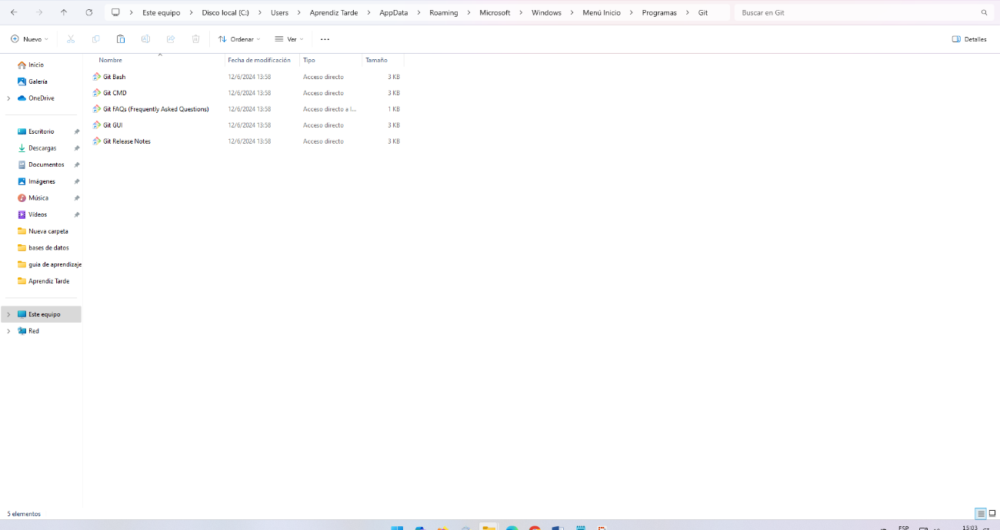 Este equipo > Disco local (C:) > Users > Aprendiz Tarde > AppData > Roaming > Microsoft > Windows > Menú Inicio > Programas > Git
Buscar en Git
Nuevo
Ordenar
Ver
Detalles
Nombre
Fecha de modificación
Tipo
Tamaño
Git Bash 12/6/2024 13:58 Acceso directo 3 KB
Git CMD 12/6/2024 13:58 Acceso directo 3 KB
Git FAQs (Frequently Asked Questions) 12/6/2024 13:58 Acceso directo a l... 1 KB
Git GUI 12/6/2024 13:58 Acceso directo 3 KB
Git Release Notes 12/6/2024 13:58 Acceso directo 3 KB
Inicio
Galería
OneDrive
Escritorio
Descargas
Documentos
Imágenes
Música
Vídeos
Nueva carpeta
bases de datos
guia de aprendizaje
Aprendiz Tarde
Este equipo
Red
5 elementos
ESP
15:03